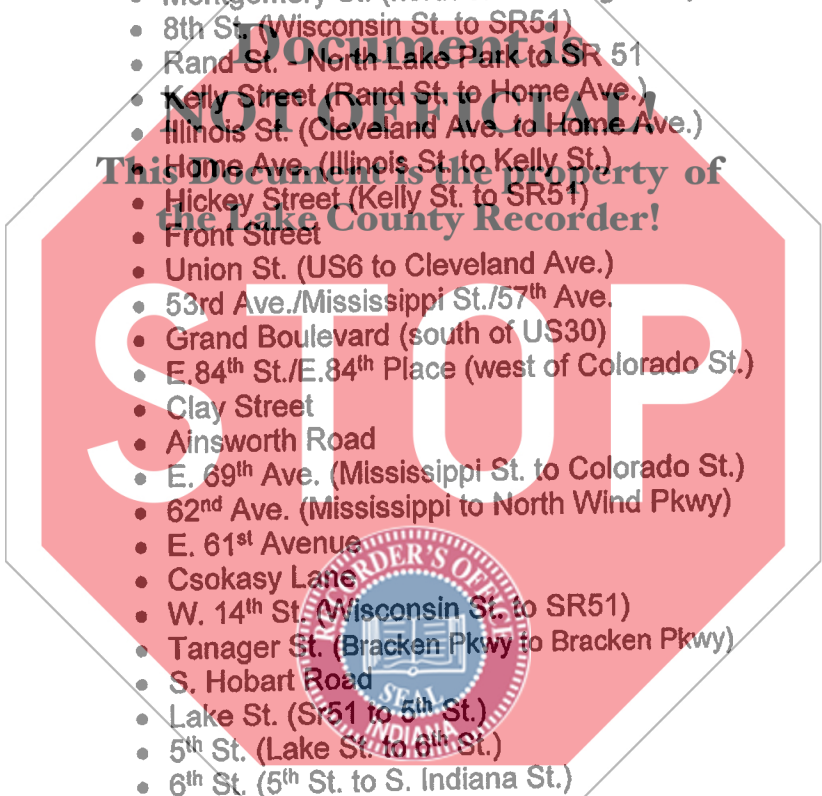 8th St. (Wisconsin St. to SR51)
Document is
Rand St. - North Lake Park to SR 51
Kelly Street (Rand St. to Home Ave.)
NOT OFFICIAL!
Illinois St. (Cleveland Ave. to Home Ave.)
Home Ave. (Illinois St. to Kelly St.)
This Document is the property of
Hickey Street (Kelly St. to SR51)
the Lake County Recorder!
Front Street
Union St. (US6 to Cleveland Ave.)
53rd Ave./Mississippi St./57th Ave.
Grand Boulevard (south of US30)
E.84th St./E.84th Place (west of Colorado St.)
STOP
Clay Street
Ainsworth Road
E. 69th Ave. (Mississippi St. to Colorado St.)
62nd Ave. (Mississippi to North Wind Pkwy)
E. 61st Avenue
Csokasy Lane
W. 14th St. (Wisconsin St. to SR51)
Tanager St. (Bracken Pkwy to Bracken Pkwy)
S. Hobart Road
Lake St. (Sr51 to 5th St.)
5th St. (Lake St. to 6th St.)
6th St. (5th St. to S. Indiana St.)
RECORDER'S OFFICE
SEAL
INDIANA